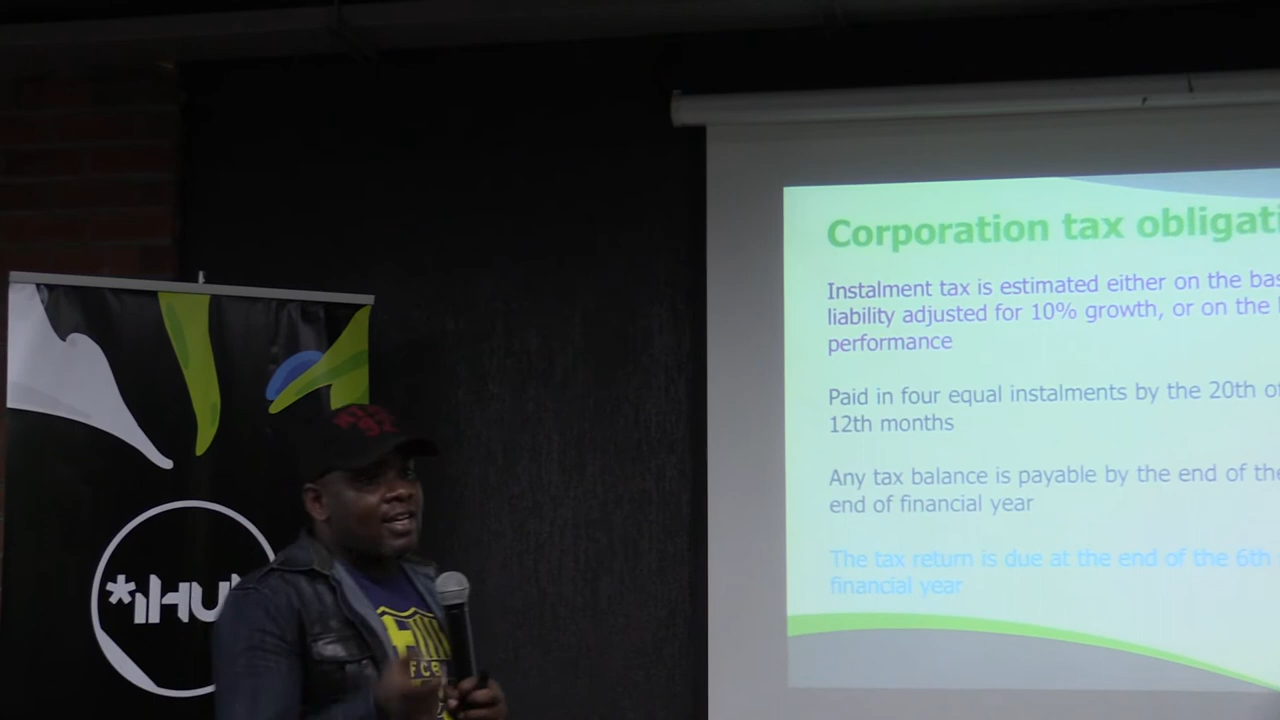 Corporation tax obligati
Instalment tax is estimated either on the bas
liability adjusted for 10% growth, or on the
performance
Paid in four equal instalments by the 20th of
12th months
Any tax balance is payable by the end of the
end of financial year
The tax return is due at the end of the 6th
financial year
*iHub
FCB